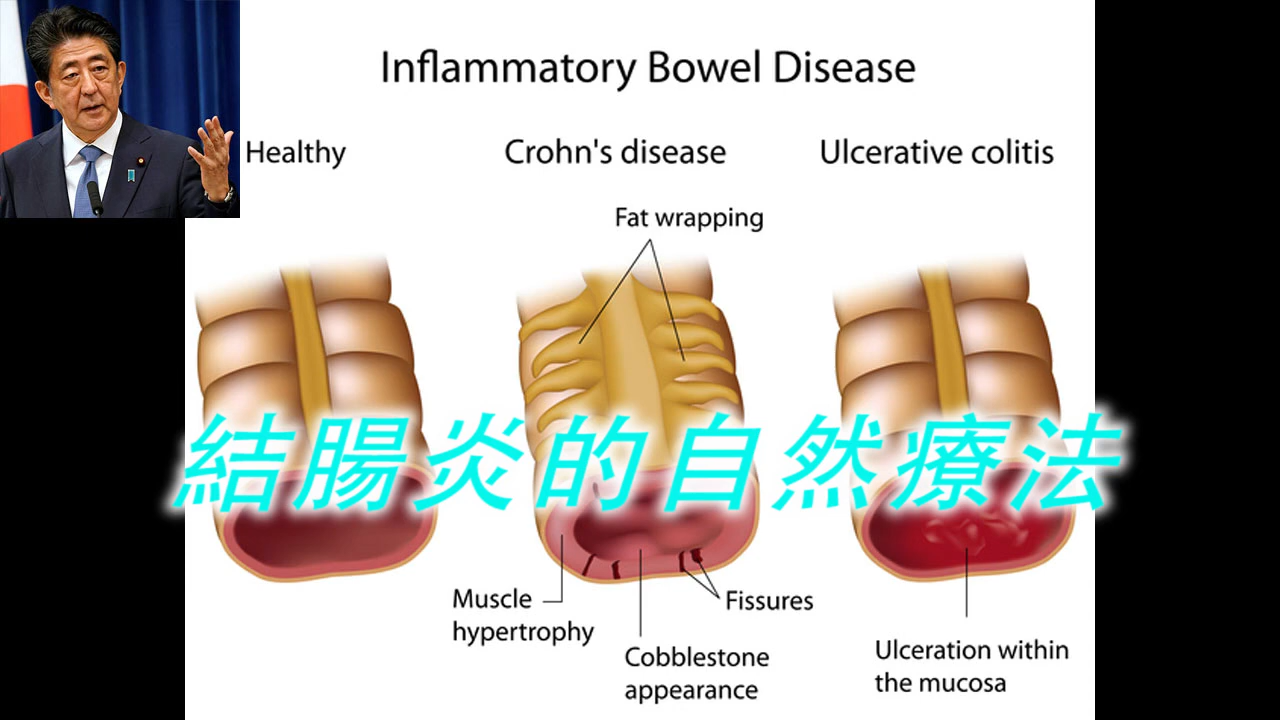 Inflammatory Bowel Disease
Healthy
Crohn's disease
Ulcerative colitis
Fat wrapping
結腸炎的自然療法
Muscle
hypertrophy
Fissures
Cobblestone
appearance
Ulceration within
the mucosa